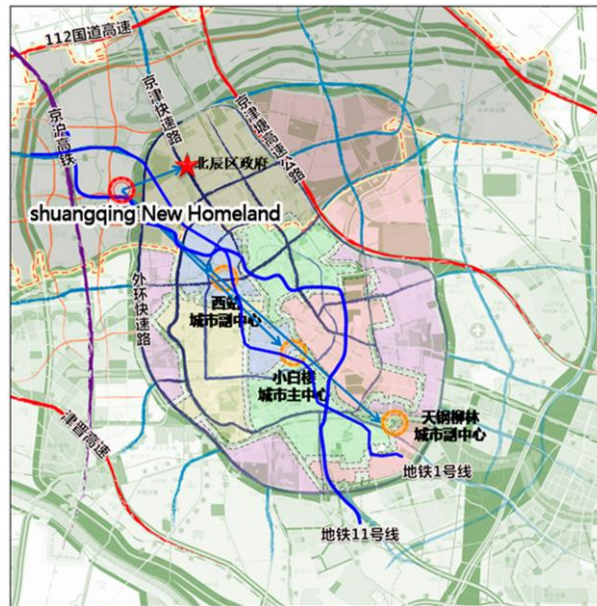 112国道高速
京沪高铁
京津快速路
京津塘高速公路
北辰区政府
shuangqing New Homeland
外环快速路
西站
城市副中心
小白楼
城市主中心
天钢柳林
城市副中心
津晋高速
地铁1号线
地铁11号线